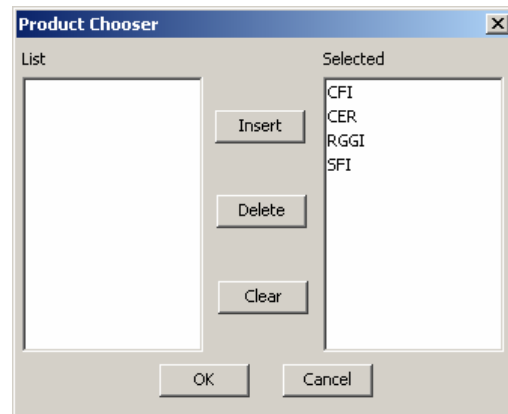 Product Chooser
List
Selected
CFI
CER
RGGI
SFI
Insert
Delete
Clear
OK
Cancel